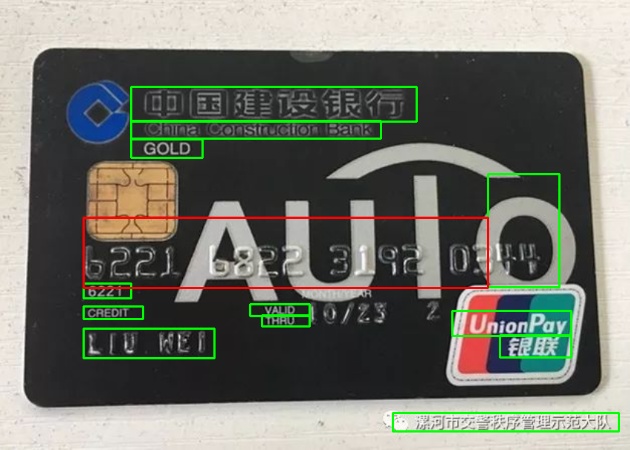 中国建设银行
China Construction Bank
GOLD
AUTO
6221 6822 3192 0344
6221
MONTH/YEAR
CREDIT VALID THRU 10/23 2
LIU WEI
UnionPay
银联
漯河市交警秩序管理示范大队